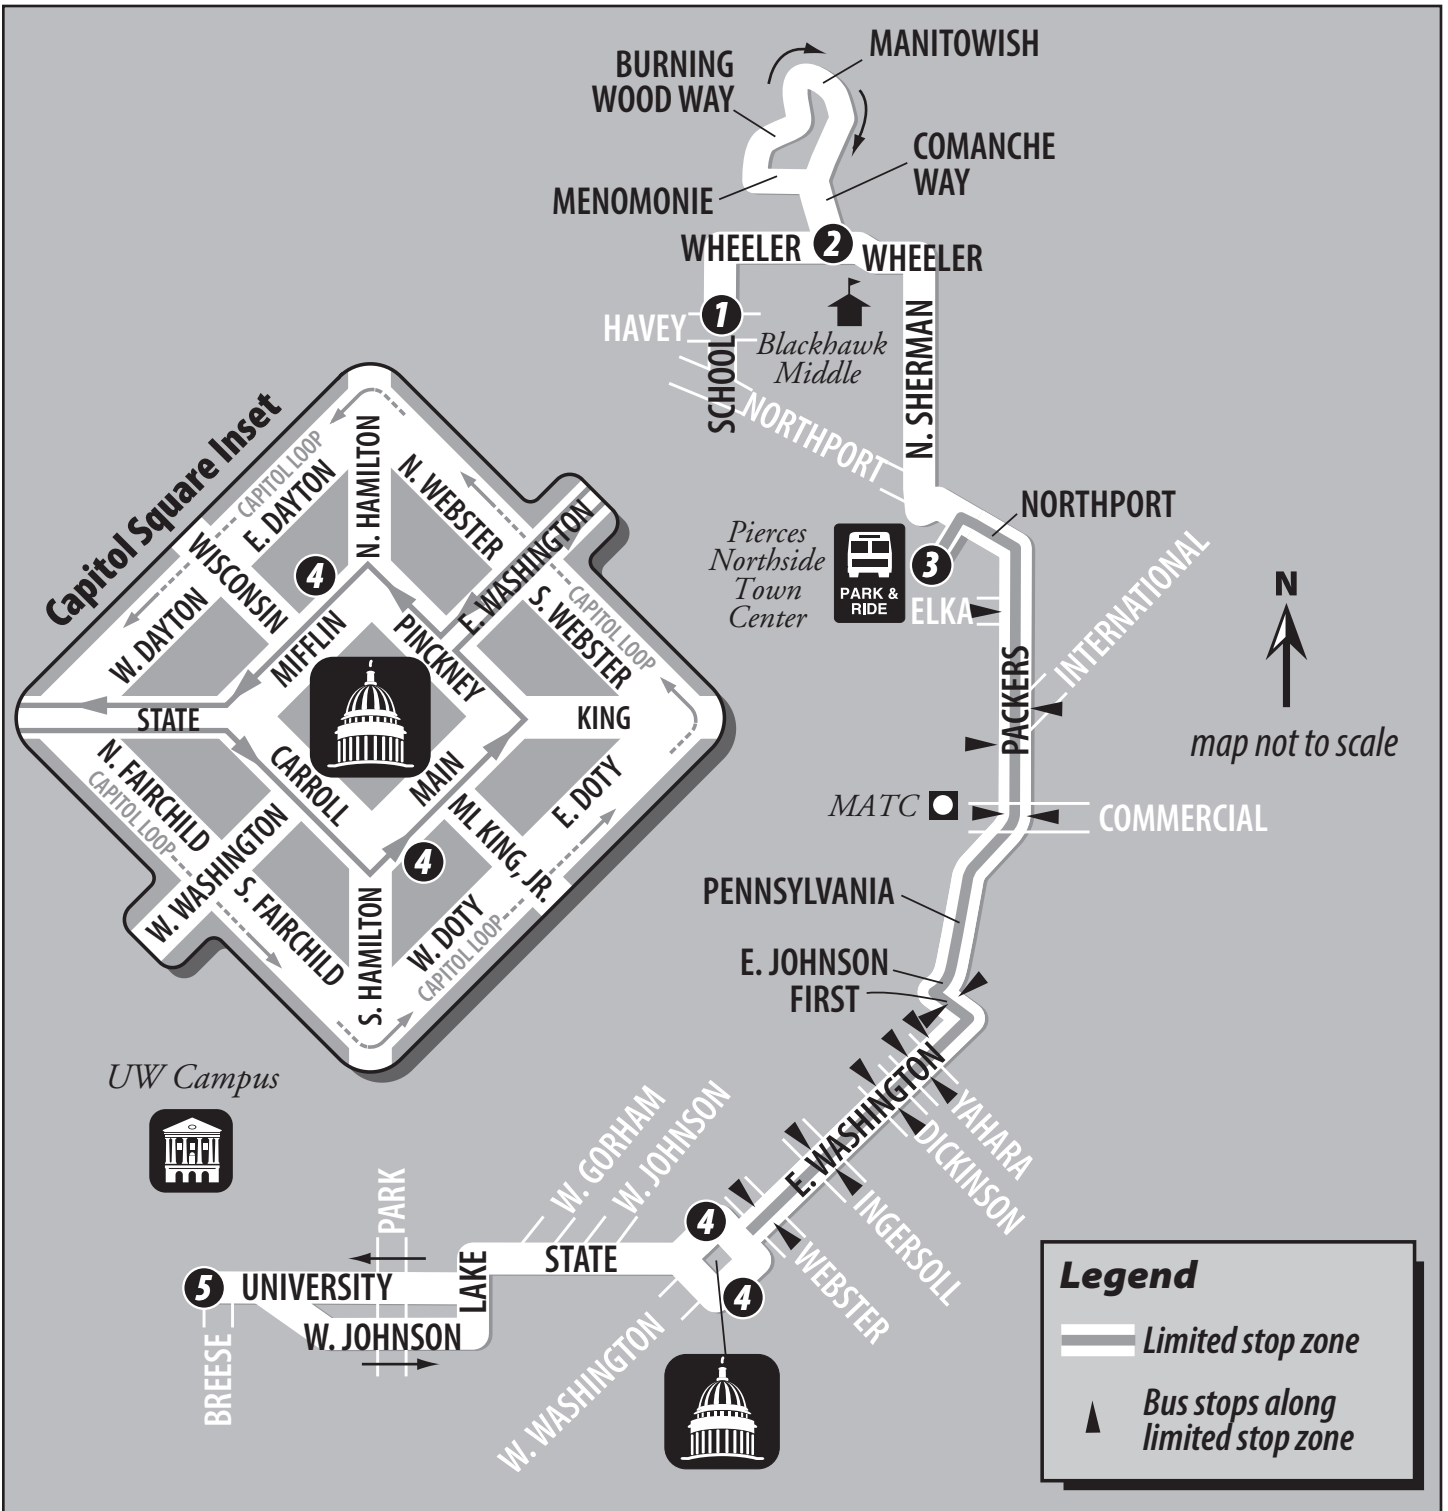 MANITOWISH
BURNING
WOOD WAY
COMANCHE
WAY
MENOMONIE
WHEELER
2
WHEELER
1
HAVEY
Blackhawk
Middle
SCHOOL
N. SHERMAN
NORTHPORT
NORTHPORT
Pierces
Northside
Town
Center
PARK &
RIDE
3
ELKA
INTERNATIONAL
PACKERS
N
map not to scale
MATC
COMMERCIAL
PENNSYLVANIA
E. JOHNSON
FIRST
Capitol Square Inset
CAPITOL LOOP
E. DAYTON
N. HAMILTON
N. WEBSTER
E. WASHINGTON
WISCONSIN
4
W. DAYTON
MIFFLIN
PINCKNEY
S. WEBSTER
CAPITOL LOOP
STATE
KING
CARROLL
MAIN
N. FAIRCHILD
CAPITOL LOOP
W. WASHINGTON
S. FAIRCHILD
4
ML KING, JR.
E. DOTY
W. DOTY
CAPITOL LOOP
S. HAMILTON
UW Campus
E. WASHINGTON
YAHARA
DICKINSON
INGERSOLL
WEBSTER
W. GORHAM
W. JOHNSON
PARK
4
STATE
LAKE
5
UNIVERSITY
4
W. JOHNSON
BREESE
W. WASHINGTON
Legend
Limited stop zone
Bus stops along
limited stop zone